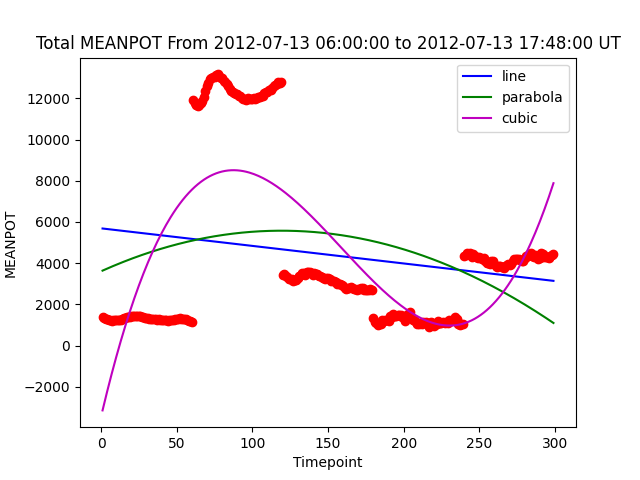 Total MEANPOT From 2012-07-13 06:00:00 to 2012-07-13 17:48:00 UT
line
parabola
cubic
MEANPOT
12000
10000
8000
6000
4000
2000
0
−2000
0 50 100 150 200 250 300
Timepoint